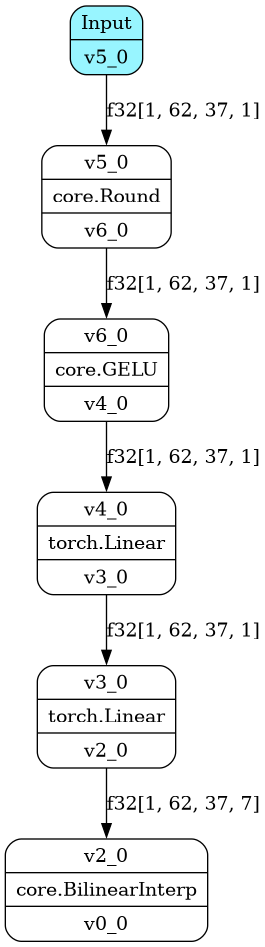 Input
v5_0
f32[1, 62, 37, 1]
v5_0
core.Round
v6_0
f32[1, 62, 37, 1]
v6_0
core.GELU
v4_0
f32[1, 62, 37, 1]
v4_0
torch.Linear
v3_0
f32[1, 62, 37, 1]
v3_0
torch.Linear
v2_0
f32[1, 62, 37, 7]
v2_0
core.BilinearInterp
v0_0